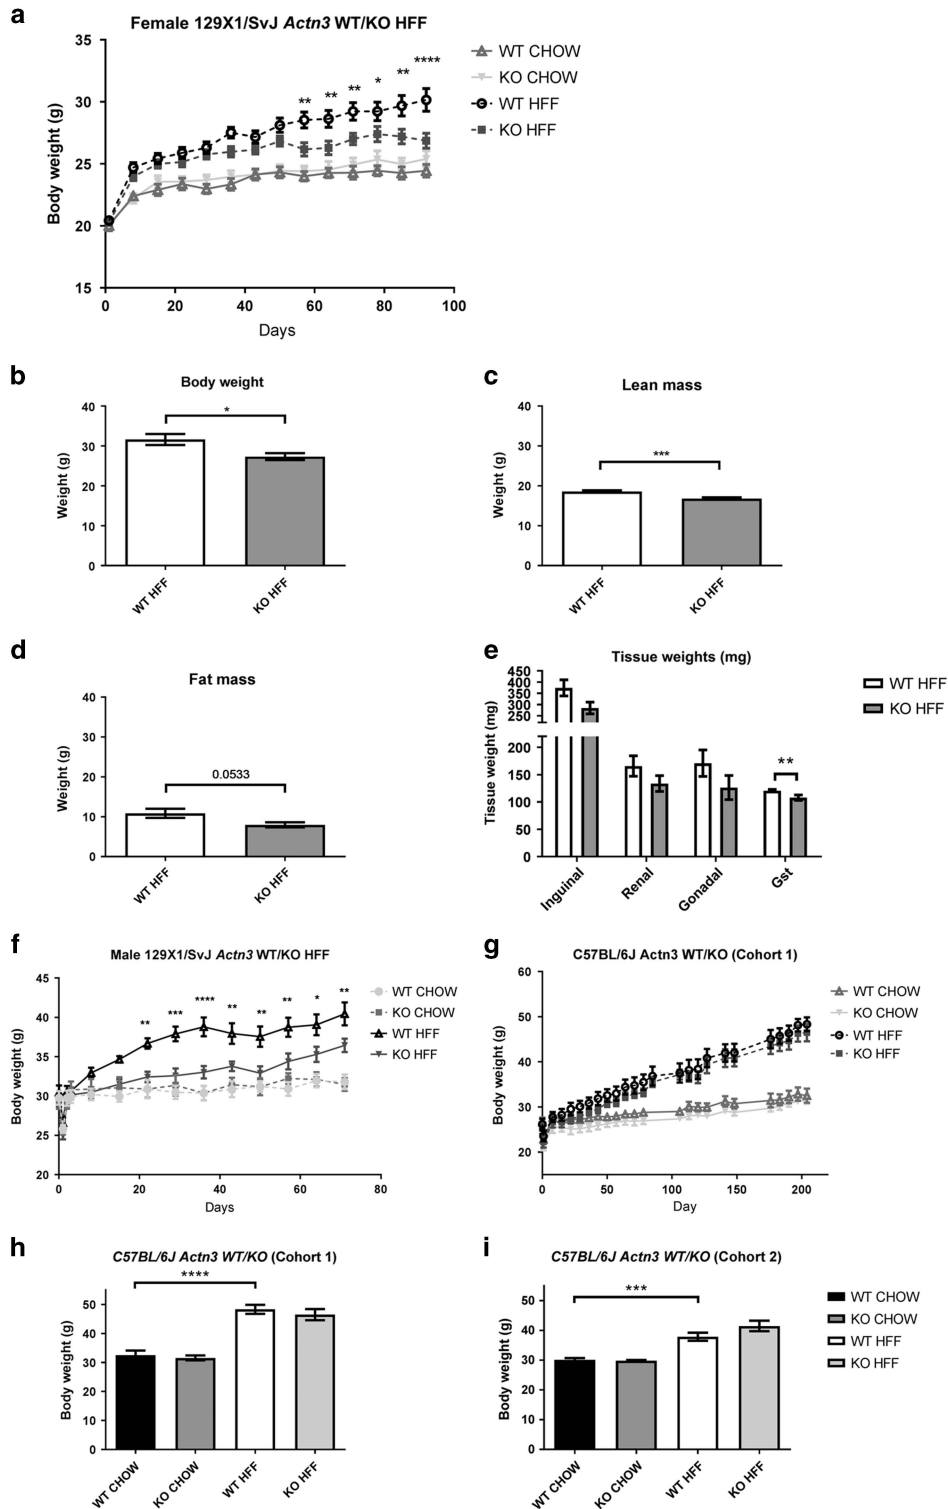 a
Female 129X1/SvJ Actn3 WT/KO HFF
35
30
25
20
15
Body weight (g)
** ** ** * ** ****
0 20 40 60 80 100
Days
WT CHOW
KO CHOW
WT HFF
KO HFF
b
Body weight
40
30
20
10
0
Weight (g)
*
WT HFF
KO HFF
c
Lean mass
40
30
20
10
0
Weight (g)
***
WT HFF
KO HFF
d
Fat mass
40
30
20
10
0
Weight (g)
0.0533
WT HFF
KO HFF
e
Tissue weights (mg)
450
400
350
300
250
200
150
100
50
0
Tissue weight (mg)
**
Inguinal
Renal
Gonadal
Gst
WT HFF
KO HFF
f
Male 129X1/SvJ Actn3 WT/KO HFF
45
40
35
30
25
20
Body weight (g)
** *** **** ** ** ** * **
0 20 40 60 80
Days
WT CHOW
KO CHOW
WT HFF
KO HFF
g
C57BL/6J Actn3 WT/KO (Cohort 1)
60
50
40
30
20
Body weight (g)
0 50 100 150 200
Day
WT CHOW
KO CHOW
WT HFF
KO HFF
h
C57BL/6J Actn3 WT/KO (Cohort 1)
50
40
30
20
10
0
Body weight (g)
****
WT CHOW
KO CHOW
WT HFF
KO HFF
i
C57BL/6J Actn3 WT/KO (Cohort 2)
50
40
30
20
10
0
Body weight (g)
***
WT CHOW
KO CHOW
WT HFF
KO HFF
WT CHOW
KO CHOW
WT HFF
KO HFF